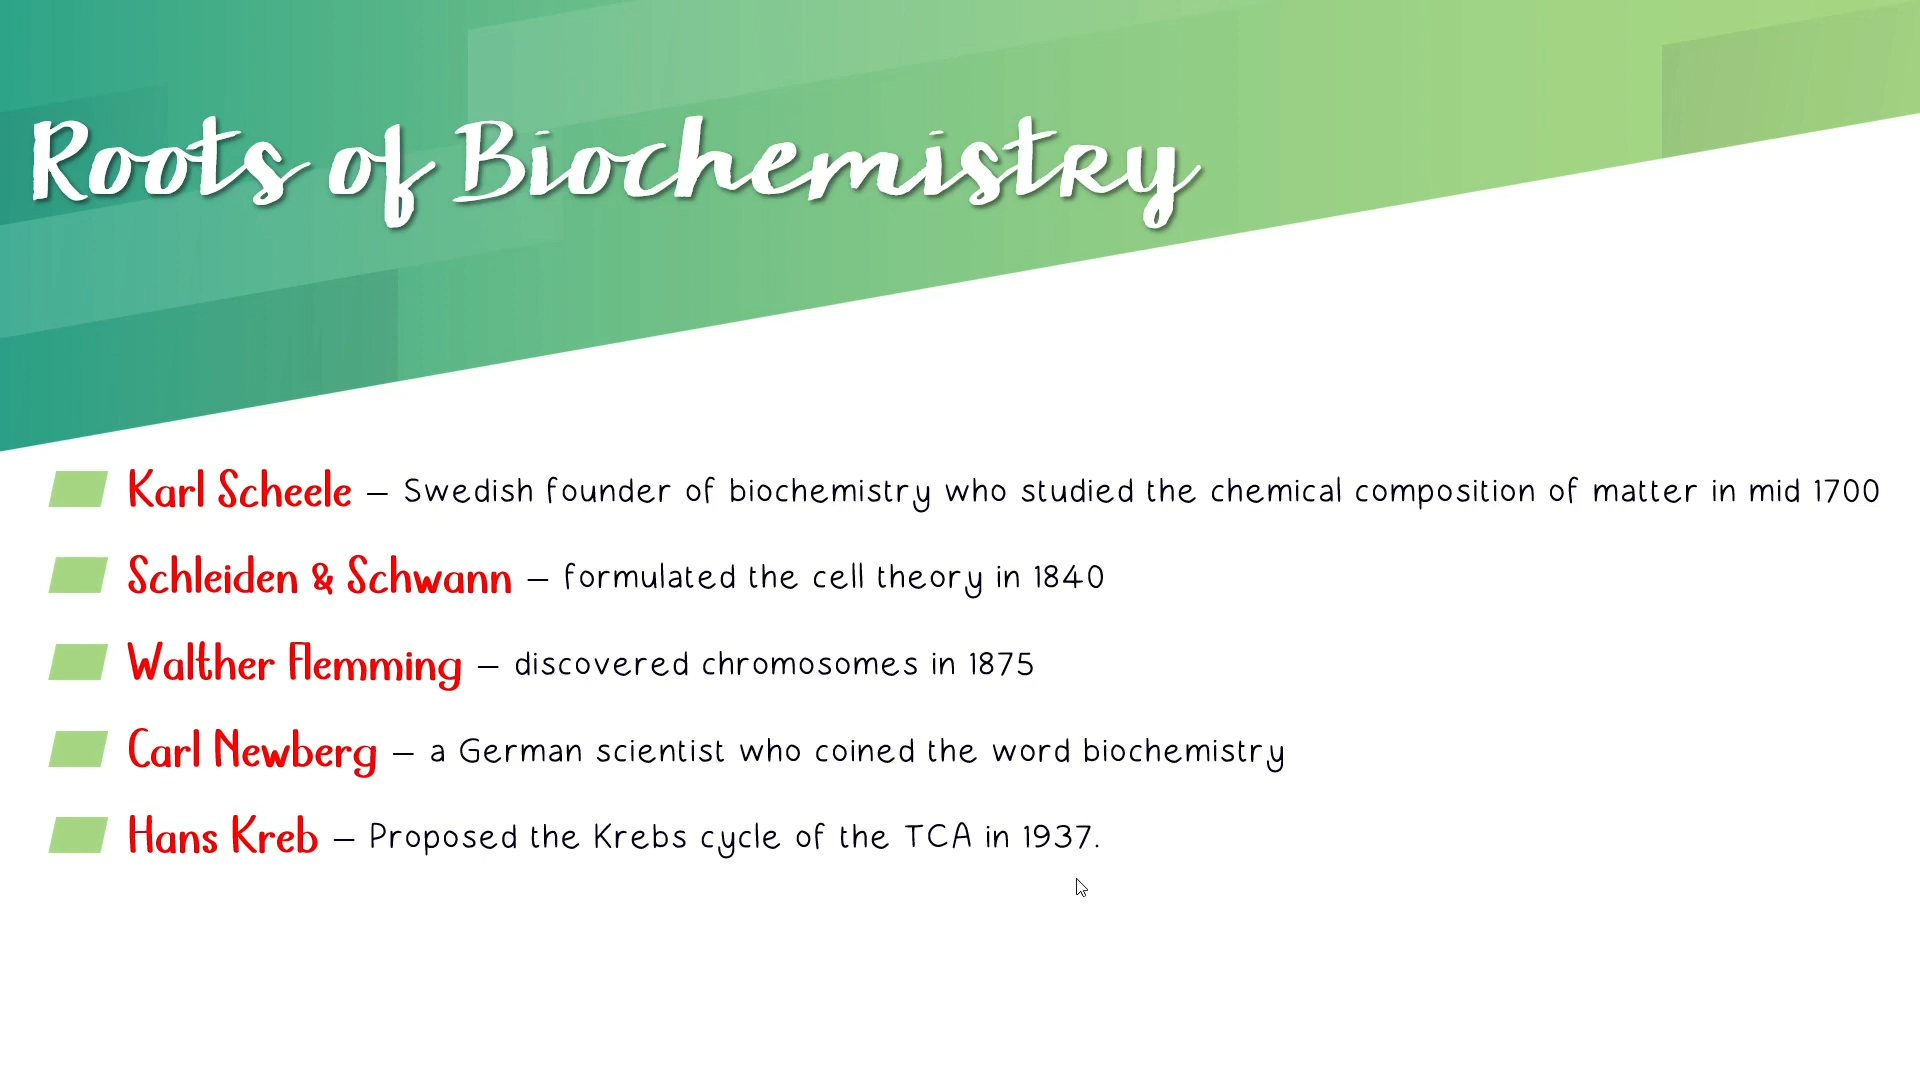 Roots of Biochemistry
Karl Scheele – Swedish founder of biochemistry who studied the chemical composition of matter in mid 1700
Schleiden & Schwann – formulated the cell theory in 1840
Walther Flemming – discovered chromosomes in 1875
Carl Newberg – a German scientist who coined the word biochemistry
Hans Kreb – Proposed the Krebs cycle of the TCA in 1937.